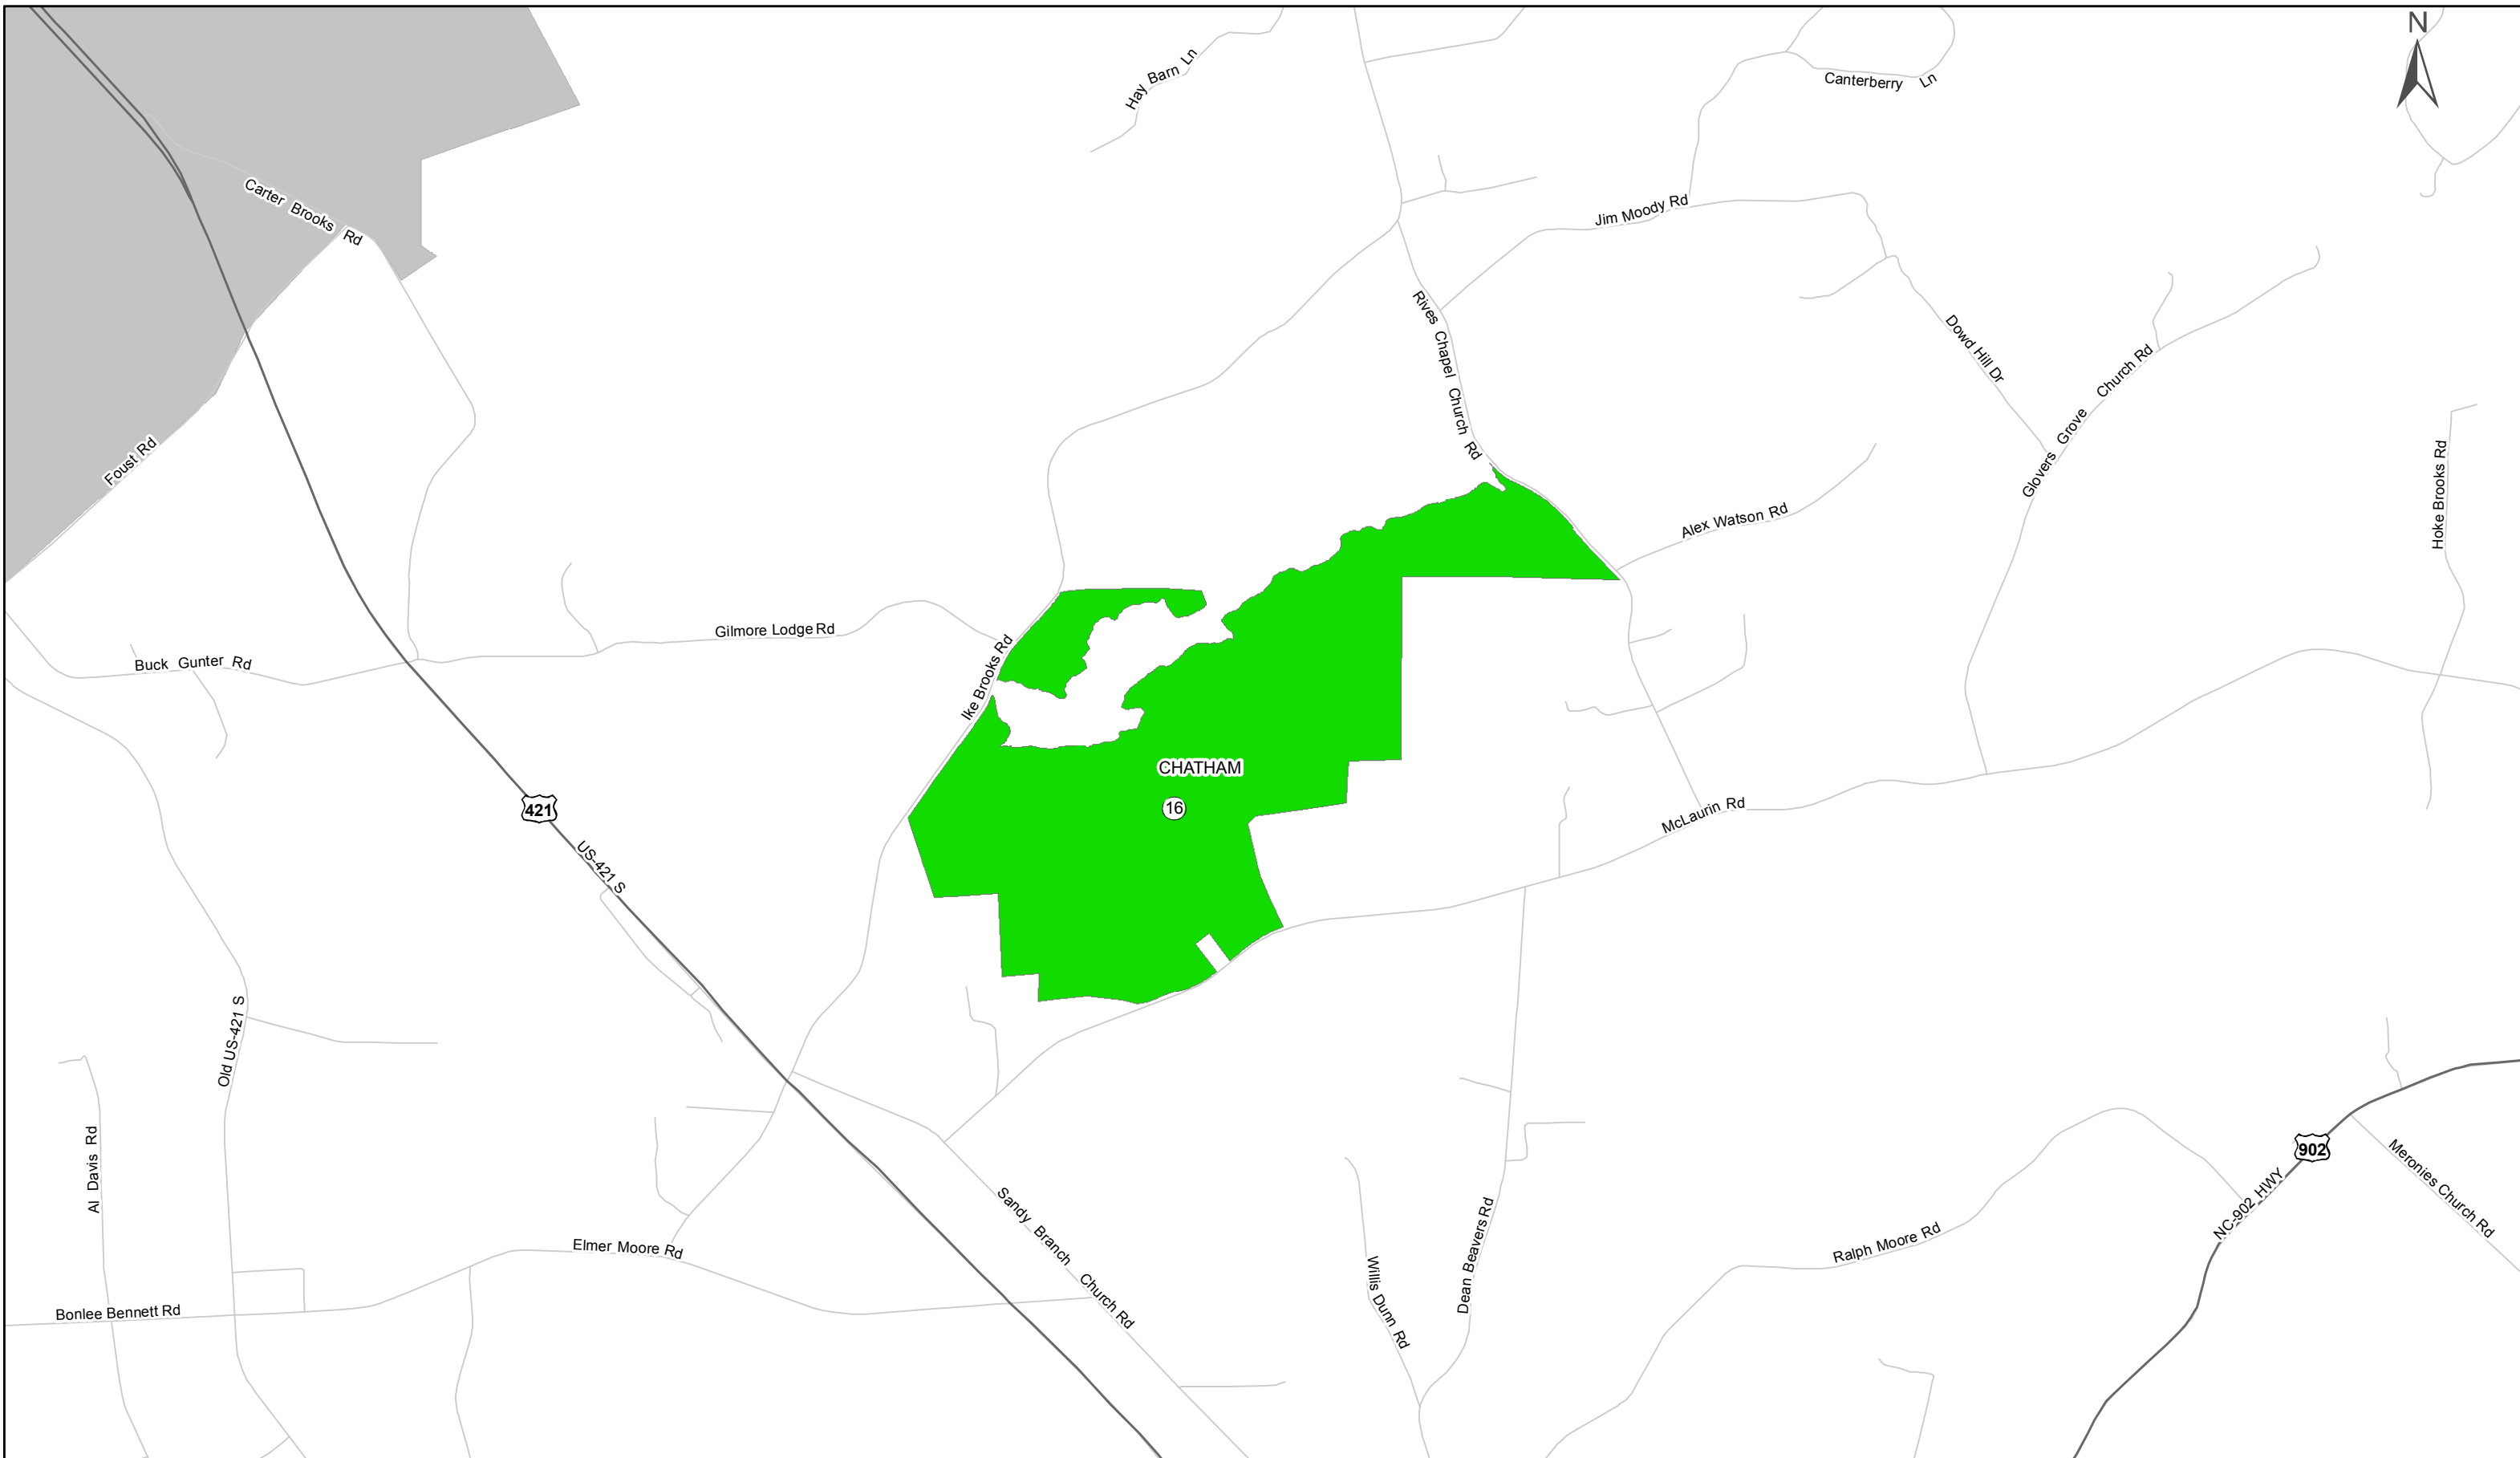 N
Hay Barn Ln
Canterberry Ln
Carter Brooks Rd
Jim Moody Rd
Rives Chapel Church Rd
Dowd Hill Dr
Glovers Grove Church Rd
Foust Rd
Hoke Brooks Rd
Alex Watson Rd
Gilmore Lodge Rd
Buck Gunter Rd
Ike Brooks Rd
CHATHAM
16
421
McLaurin Rd
US-421 S
Old US-421 S
Al Davis Rd
902
Meronies Church Rd
NC-902 HWY
Sandy Branch Church Rd
Elmer Moore Rd
Ralph Moore Rd
Dean Beavers Rd
Willis Dunn Rd
Bonlee Bennett Rd